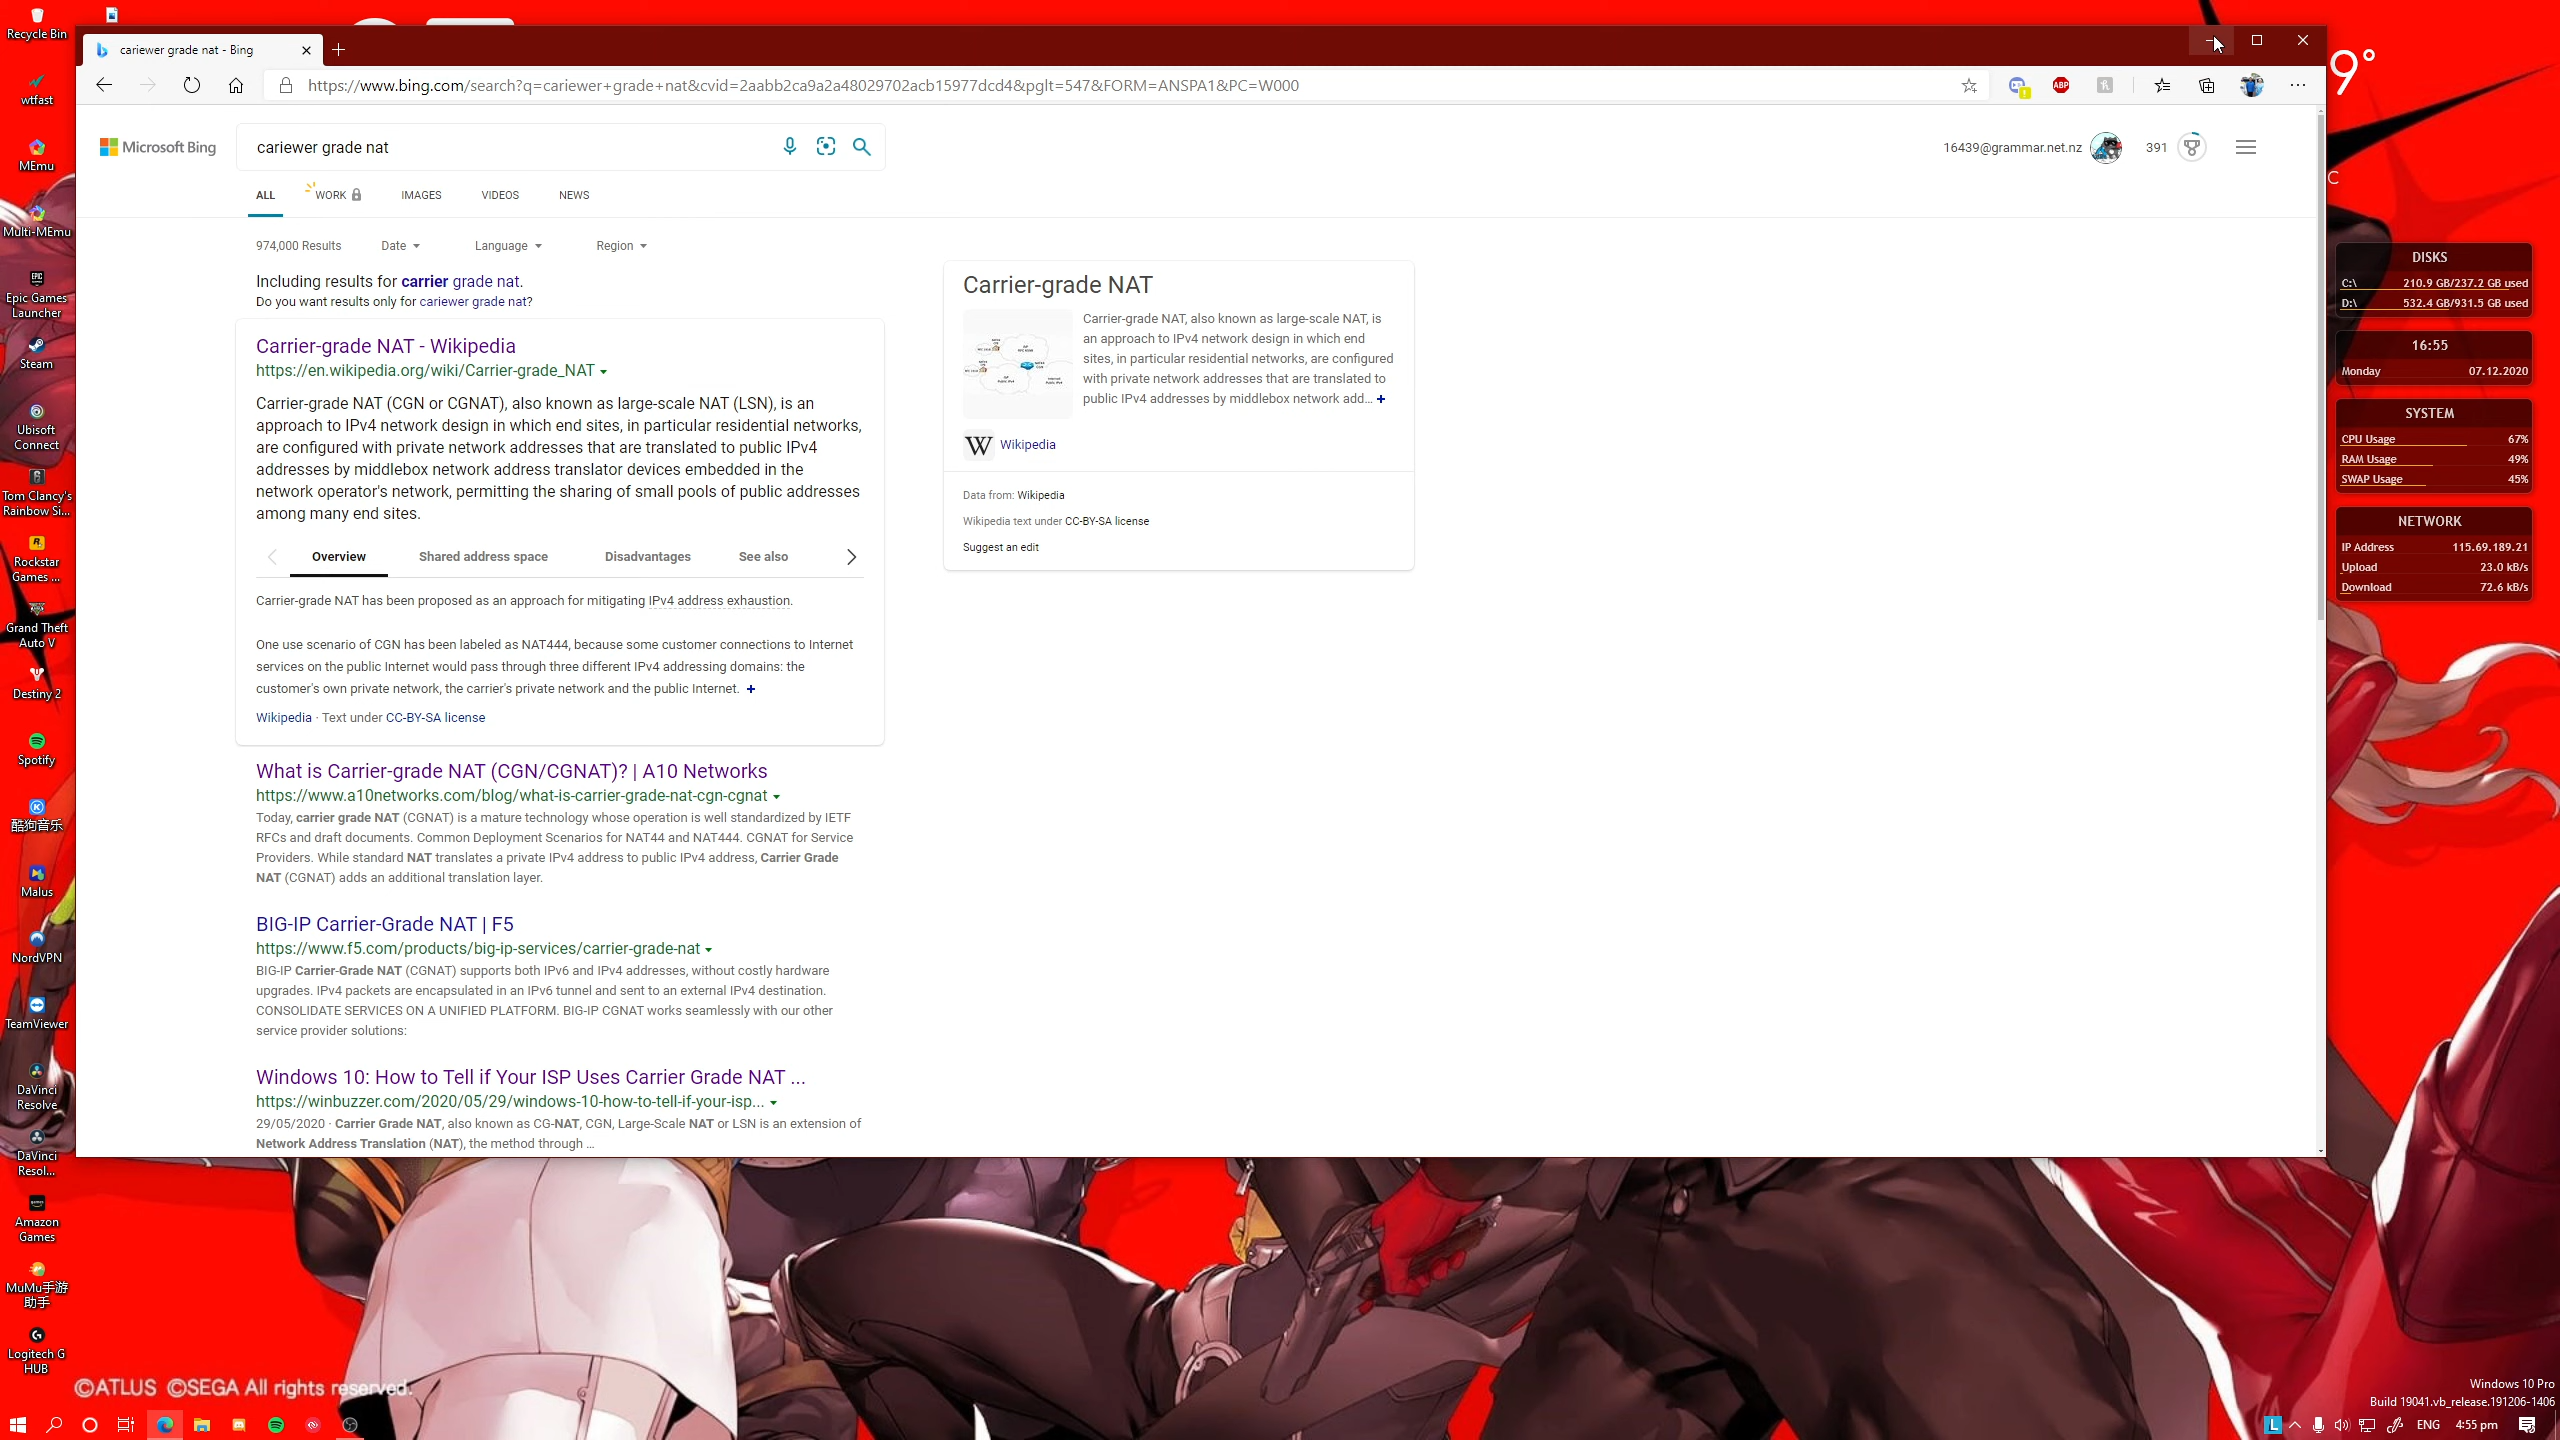 Recycle Bin
wtfast
MEmu
Multi-MEmu
Epic Games
Launcher
Steam
Ubisoft
Connect
Tom Clancy's
Rainbow Si...
Rockstar
Games ...
Grand Theft
Auto V
Destiny 2
Spotify
酷狗音乐
Malus
NordVPN
TeamViewer
DaVinci
Resolve
DaVinci
Resol...
Amazon
Games
MuMu手游
助手
Logitech G
HUB
cariewer grade nat - Bing
https://www.bing.com/search?q=cariewer+grade+nat&cvid=2aabb2ca9a2a48029702acb15977dcd4&pglt=547&FORM=ANSPA1&PC=W000
ABP
Microsoft Bing
cariewer grade nat
16439@grammar.net.nz
391
ALL WORK IMAGES VIDEOS NEWS
974,000 Results Date Language Region
Including results for carrier grade nat.
Do you want results only for cariewer grade nat?
Carrier-grade NAT - Wikipedia
https://en.wikipedia.org/wiki/Carrier-grade_NAT
Carrier-grade NAT (CGN or CGNAT), also known as large-scale NAT (LSN), is an
approach to IPv4 network design in which end sites, in particular residential networks,
are configured with private network addresses that are translated to public IPv4
addresses by middlebox network address translator devices embedded in the
network operator's network, permitting the sharing of small pools of public addresses
among many end sites.
Overview Shared address space Disadvantages See also
Carrier-grade NAT has been proposed as an approach for mitigating IPv4 address exhaustion.
One use scenario of CGN has been labeled as NAT444, because some customer connections to Internet
services on the public Internet would pass through three different IPv4 addressing domains: the
customer's own private network, the carrier's private network and the public Internet. +
Wikipedia · Text under CC-BY-SA license
What is Carrier-grade NAT (CGN/CGNAT)? | A10 Networks
https://www.a10networks.com/blog/what-is-carrier-grade-nat-cgn-cgnat
Today, carrier grade NAT (CGNAT) is a mature technology whose operation is well standardized by IETF
RFCs and draft documents. Common Deployment Scenarios for NAT44 and NAT444. CGNAT for Service
Providers. While standard NAT translates a private IPv4 address to public IPv4 address, Carrier Grade
NAT (CGNAT) adds an additional translation layer.
BIG-IP Carrier-Grade NAT | F5
https://www.f5.com/products/big-ip-services/carrier-grade-nat
BIG-IP Carrier-Grade NAT (CGNAT) supports both IPv6 and IPv4 addresses, without costly hardware
upgrades. IPv4 packets are encapsulated in an IPv6 tunnel and sent to an external IPv4 destination.
CONSOLIDATE SERVICES ON A UNIFIED PLATFORM. BIG-IP CGNAT works seamlessly with our other
service provider solutions:
Windows 10: How to Tell if Your ISP Uses Carrier Grade NAT ...
https://winbuzzer.com/2020/05/29/windows-10-how-to-tell-if-your-isp...
29/05/2020 · Carrier Grade NAT, also known as CG-NAT, CGN, Large-Scale NAT or LSN is an extension of
Network Address Translation (NAT), the method through ...
Carrier-grade NAT
Carrier-grade NAT, also known as large-scale NAT, is
an approach to IPv4 network design in which end
sites, in particular residential networks, are configured
with private network addresses that are translated to
public IPv4 addresses by middlebox network add... +
W Wikipedia
Data from: Wikipedia
Wikipedia text under CC-BY-SA license
Suggest an edit
9°
C
DISKS
C:\ 210.9 GB/237.2 GB used
D:\ 532.4 GB/931.5 GB used
16:55
Monday 07.12.2020
SYSTEM
CPU Usage 67%
RAM Usage 49%
SWAP Usage 45%
NETWORK
IP Address 115.69.189.21
Upload 23.0 kB/s
Download 72.6 kB/s
©ATLUS ©SEGA All rights reserved.
Windows 10 Pro
Build 19041.vb_release.191206-1406
L ENG 4:55 pm